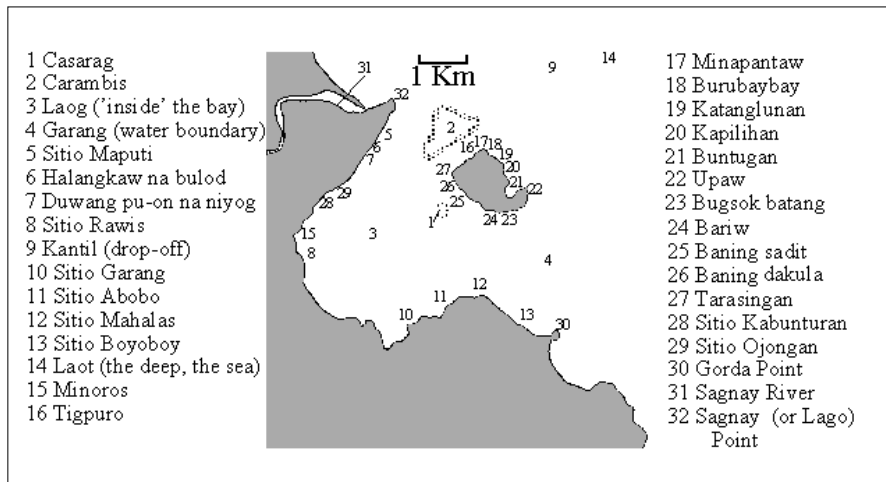 1 Casarag
2 Carambis
3 Laog ('inside' the bay)
4 Garang (water boundary)
5 Sitio Maputi
6 Halangkaw na bulod
7 Duwang pu-on na niyog
8 Sitio Rawis
9 Kantil (drop-off)
10 Sitio Garang
11 Sitio Abobo
12 Sitio Mahalas
13 Sitio Boyoboy
14 Laot (the deep, the sea)
15 Minoros
16 Tigpuro
31
32
1 Km
9
14
5
6
7
2
16
17
18
19
20
21
22
27
26
25
24
23
1
29
28
15
8
3
4
12
11
10
13
30
17 Minapantaw
18 Burubaybay
19 Katanglunan
20 Kapilihan
21 Buntugan
22 Upaw
23 Bugsok batang
24 Bariw
25 Baning sadit
26 Baning dakula
27 Tarasingan
28 Sitio Kabunturan
29 Sitio Ojongan
30 Gorda Point
31 Sagnay River
32 Sagnay (or Lago)
Point